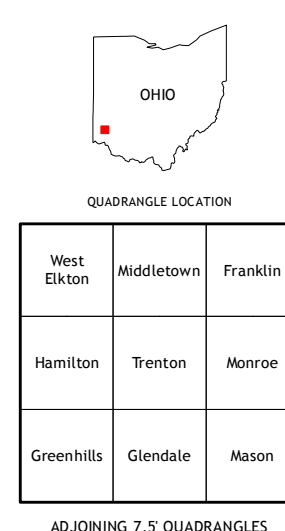 OHIO
QUADRANGLE LOCATION
West
Elkton
Middletown
Franklin
Hamilton
Trenton
Monroe
Greenhills
Glendale
Mason
ADJOINING 7.5' QUADRANGLES